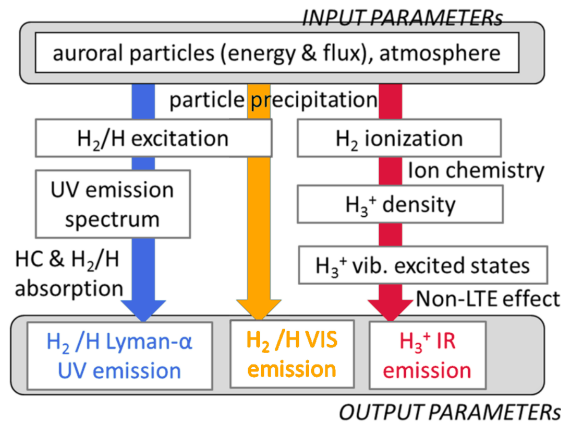 INPUT PARAMETERs
auroral particles (energy & flux), atmosphere
particle precipitation
H₂/H excitation
H₂ ionization
Ion chemistry
UV emission
spectrum
H₃⁺ density
HC & H₂/H
absorption
H₃⁺ vib. excited states
Non-LTE effect
H₂ /H Lyman-α
UV emission
H₂ /H VIS
emission
H₃⁺ IR
emission
OUTPUT PARAMETERs